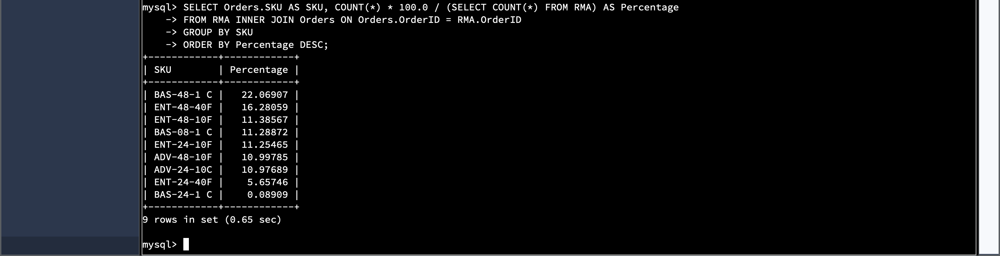 mysql> SELECT Orders.SKU AS SKU, COUNT(*) * 100.0 / (SELECT COUNT(*) FROM RMA) AS Percentage
    -> FROM RMA INNER JOIN Orders ON Orders.OrderID = RMA.OrderID
    -> GROUP BY SKU
    -> ORDER BY Percentage DESC;
+------------+------------+
| SKU        | Percentage |
+------------+------------+
| BAS-48-1 C |   22.06907 |
| ENT-48-40F |   16.28059 |
| ENT-48-10F |   11.38567 |
| BAS-08-1 C |   11.28872 |
| ENT-24-10F |   11.25465 |
| ADV-48-10F |   10.99785 |
| ADV-24-10C |   10.97689 |
| ENT-24-40F |    5.65746 |
| BAS-24-1 C |    0.08909 |
+------------+------------+
9 rows in set (0.65 sec)
mysql>